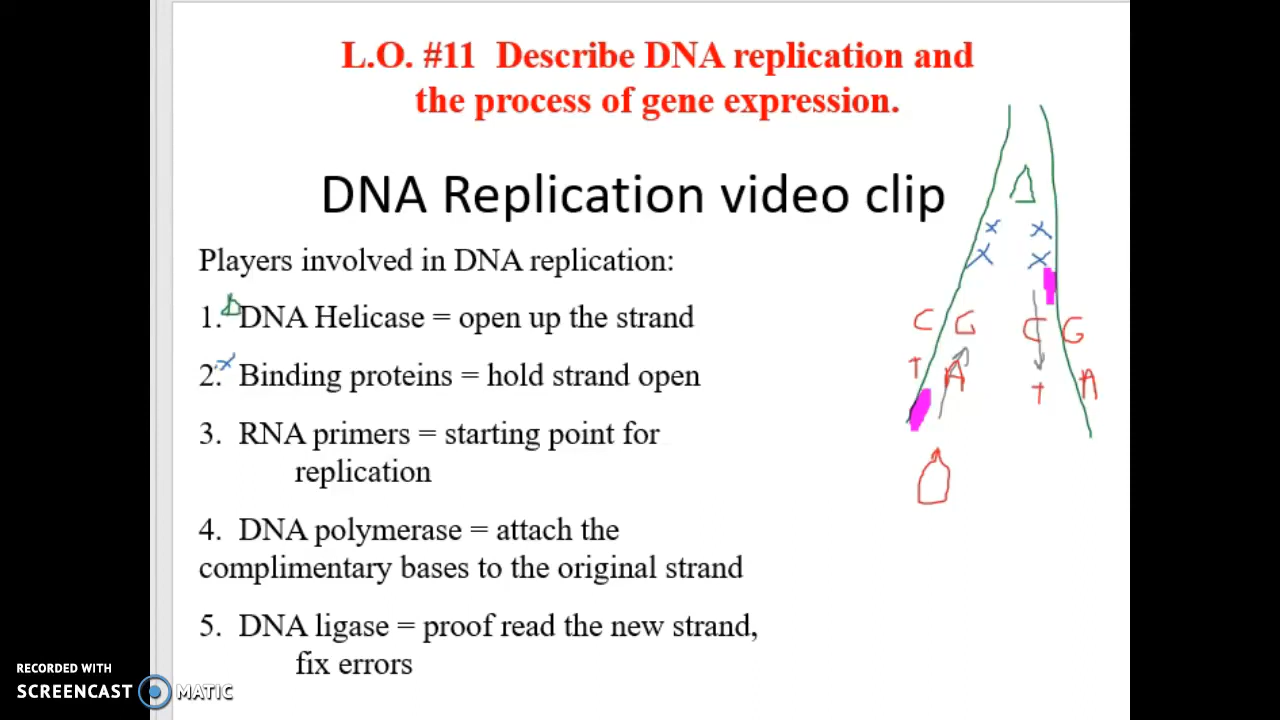 L.O. #11 Describe DNA replication and
the process of gene expression.
DNA Replication video clip
Players involved in DNA replication:
1. DNA Helicase = open up the strand
2. Binding proteins = hold strand open
3. RNA primers = starting point for
replication
4. DNA polymerase = attach the
complimentary bases to the original strand
5. DNA ligase = proof read the new strand,
fix errors
X X
X X
C G C G
T A T A
RECORDED WITH
SCREENCAST MATIC